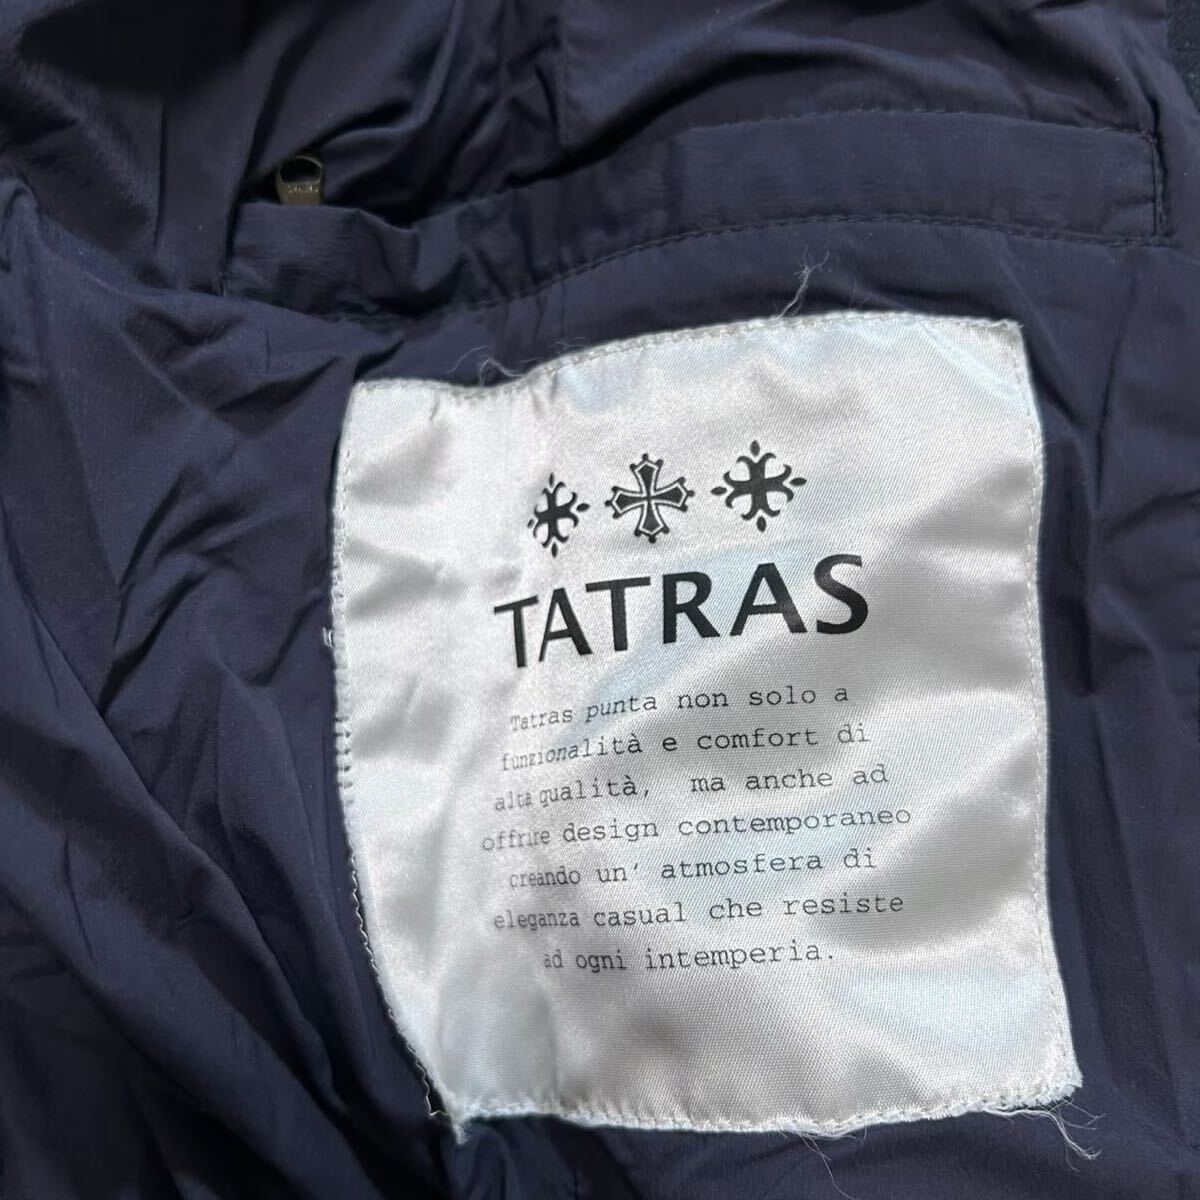 TATRAS
Tatras punta non solo a
funzionalità e comfort di
alta qualità, ma anche ad
offrire design contemporaneo
creando un' atmosfera di
eleganza casual che resiste
ad ogni intemperia.